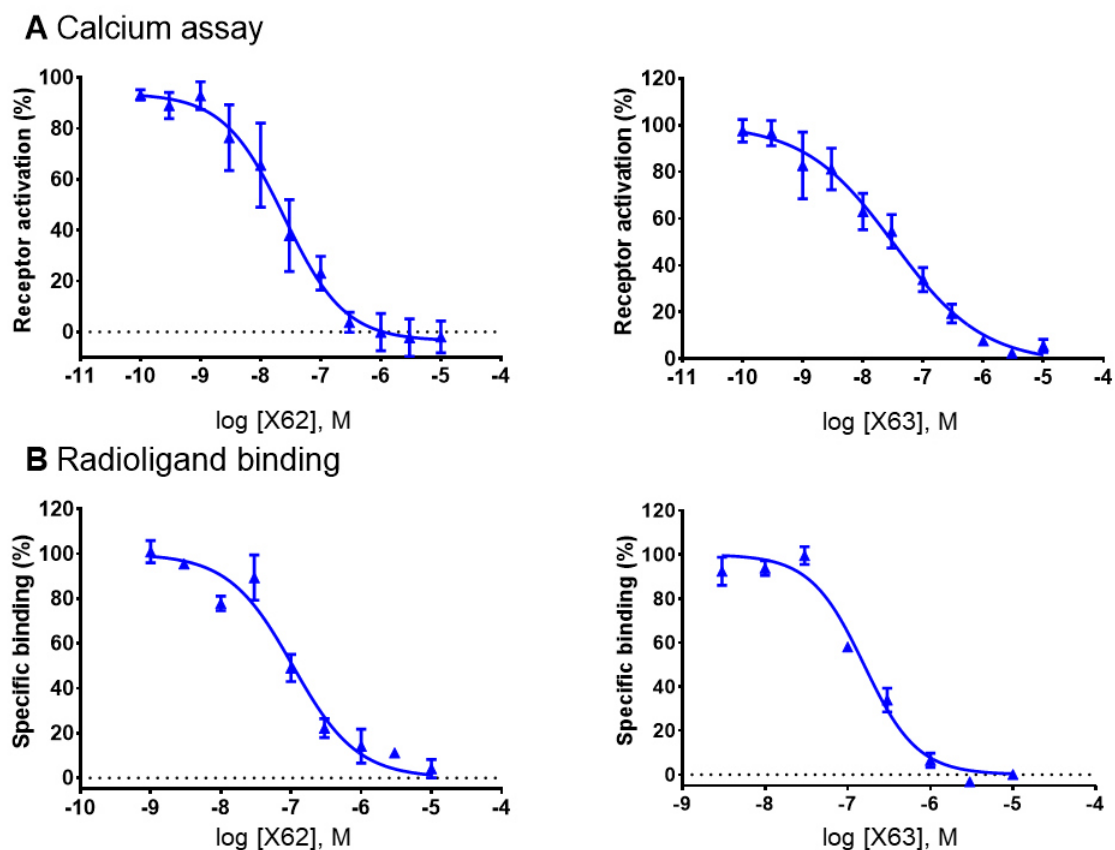 A Calcium assay
Receptor activation (%)
100
80
60
40
20
0
-11 -10 -9 -8 -7 -6 -5 -4
log [X62], M
Receptor activation (%)
120
100
80
60
40
20
0
-11 -10 -9 -8 -7 -6 -5 -4
log [X63], M
B Radioligand binding
Specific binding (%)
120
100
80
60
40
20
0
-10 -9 -8 -7 -6 -5 -4
log [X62], M
Specific binding (%)
120
100
80
60
40
20
0
-9 -8 -7 -6 -5 -4
log [X63], M